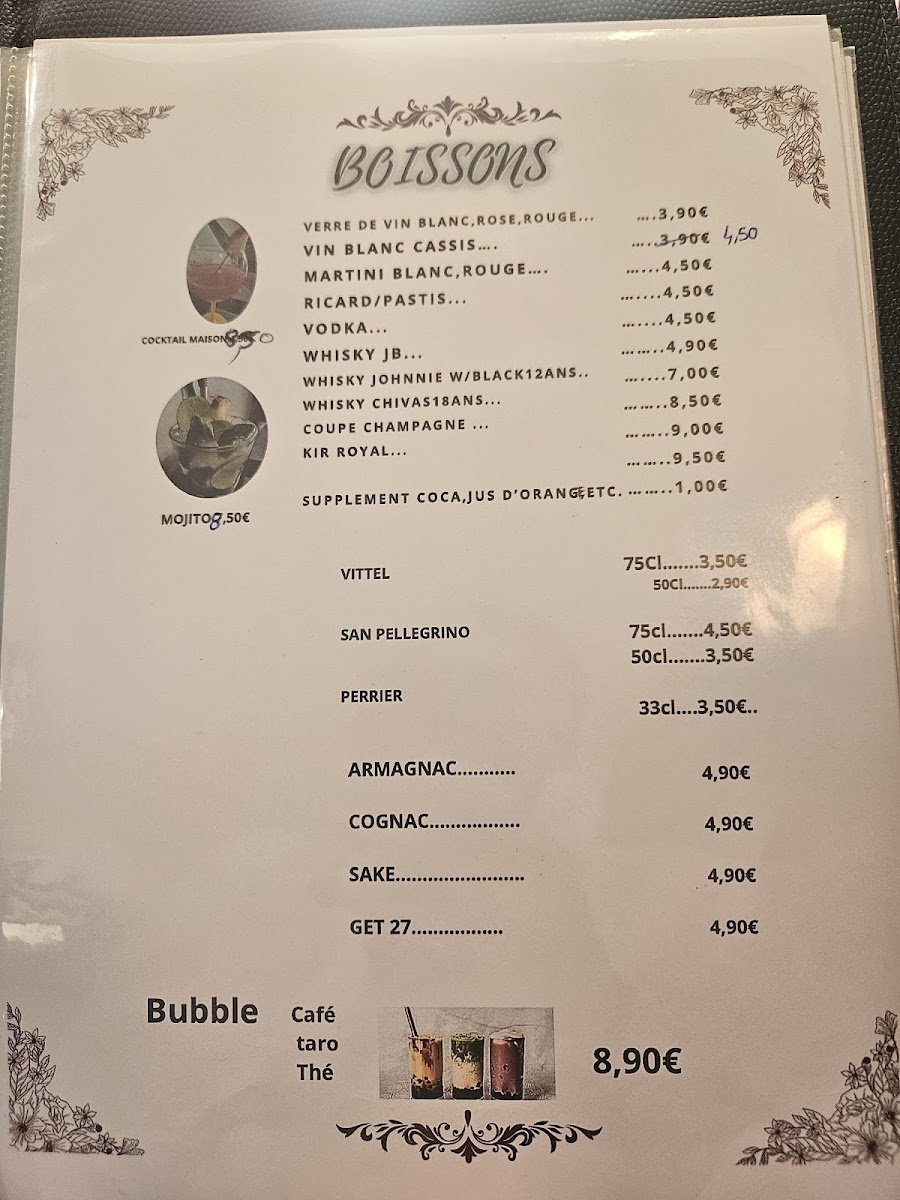 BOISSONS
VERRE DE VIN BLANC,ROSE,ROUGE... ....3,90€
VIN BLANC CASSIS.... .....3,90€ 4,50
MARTINI BLANC,ROUGE.... ......4,50€
RICARD/PASTIS... ........4,50€
VODKA... .......4,50€
WHISKY JB... ........4,90€
WHISKY JOHNNIE W/BLACK12ANS.. .......7,00€
WHISKY CHIVAS18ANS... ........8,50€
COUPE CHAMPAGNE ... ........9,00€
KIR ROYAL... ........9,50€
SUPPLEMENT COCA,JUS D'ORANGE,ETC. ........1,00€
COCKTAIL MAISON 8,50
MOJITO 8,50€
VITTEL 75Cl.......3,50€
50Cl.......2,90€
SAN PELLEGRINO 75cl.......4,50€
50cl.......3,50€
PERRIER 33cl....3,50€..
ARMAGNAC........... 4,90€
COGNAC................. 4,90€
SAKE........................ 4,90€
GET 27................. 4,90€
Bubble Café
taro
Thé
8,90€